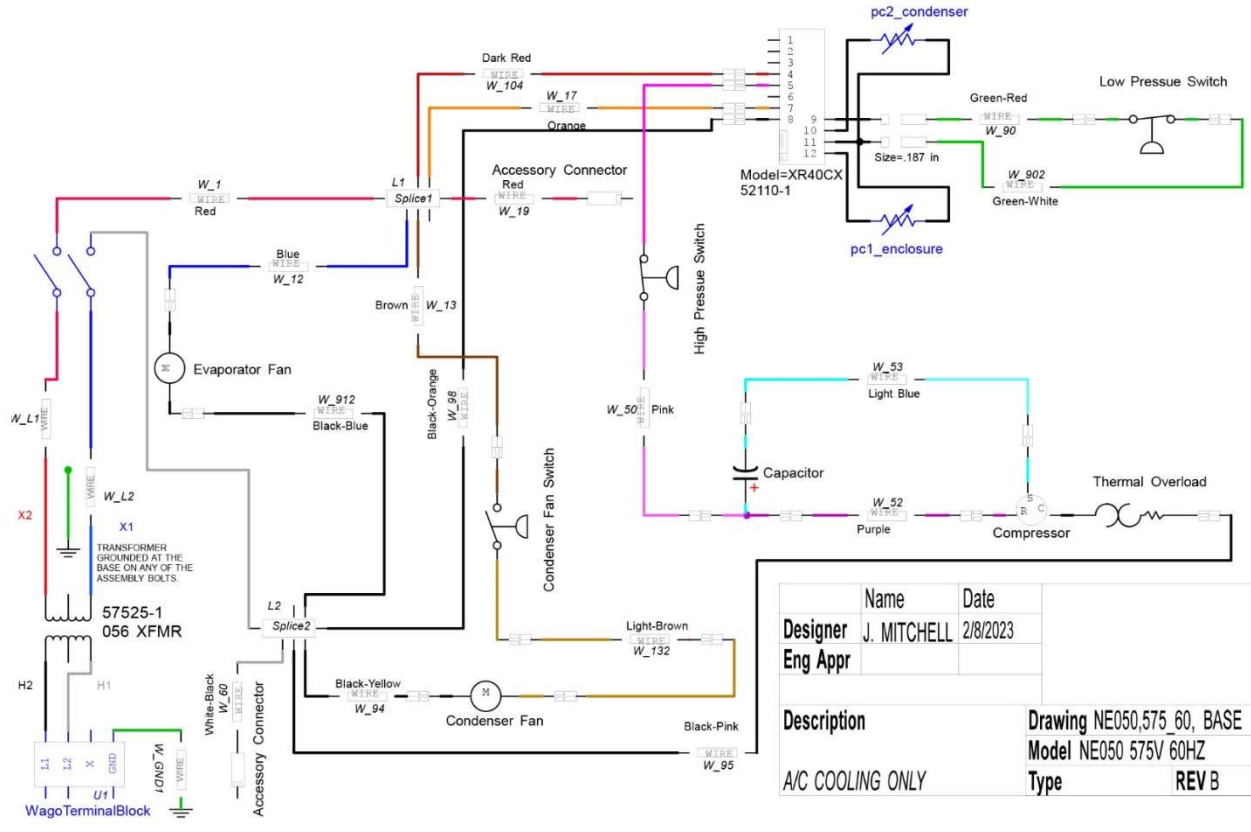 pc2_condenser
1
2
3
4
5
6
7
8
9
10
11
12
Dark Red
WIRE
W_104
W_17
WIRE
Orange
Low Pressue Switch
Green-Red
WIRE
W_90
Size=.187 in
W_902
WIRE
Green-White
Model=XR40CX
52110-1
pc1_enclosure
W_1
WIRE
Red
L1
Splice1
Accessory Connector
Red
WIRE
W_19
Blue
WIRE
W_12
Brown
WIRE
W_13
High Pressue Switch
M
Evaporator Fan
W_L1
WIRE
W_912
WIRE
Black-Blue
Black-Orange
W_98
WIRE
W_50
WIRE
Pink
W_53
WIRE
Light Blue
Capacitor
+
W_52
WIRE
Purple
S
R
C
Compressor
Thermal Overload
Condenser Fan Switch
WIRE
W_L2
X2
X1
TRANSFORMER
GROUNDED AT THE
BASE ON ANY OF THE
ASSEMBLY BOLTS.
57525-1
056 XFMR
L2
Splice2
Light-Brown
WIRE
W_132
H2
H1
White-Black
W_60
WIRE
Accessory Connector
Black-Yellow
WIRE
W_94
M
Condenser Fan
Black-Pink
WIRE
W_95
L1
L2
X
GND
U1
WagoTerminalBlock
W_GND1
WIRE
Name Date
Designer J. MITCHELL 2/8/2023
Eng Appr
Description Drawing NE050,575_60, BASE
Model NE050 575V 60HZ
A/C COOLING ONLY Type REV B